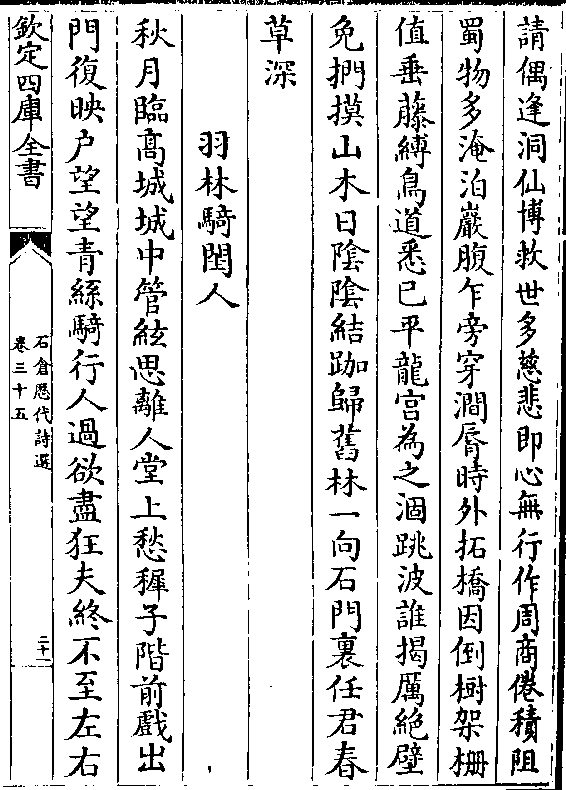 請偶逢洞仙博救世多慈悲即心無行作周商倦積阻
蜀物多淹泊巖腹乍旁穿澗脣時外拓橋因倒樹架柵
值垂藤縛鳥道悉已平龍宮為之涸跳波誰揭厲絶壁
免捫摸山木日陰陰結跏歸舊林一向石門裏任君春
草深
羽林騎閨人
秋月臨高城城中管絃思離人堂上愁穉子階前戲出
門復映户望望青絲騎行人過欲盡狂夫終不至左右
欽定四庫全書
石倉歴代詩選
卷三十五
二十一